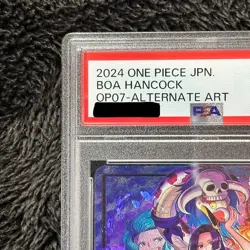 2024 ONE PIECE JPN.
BOA HANCOCK
OP07-ALTERNATE ART
PSA